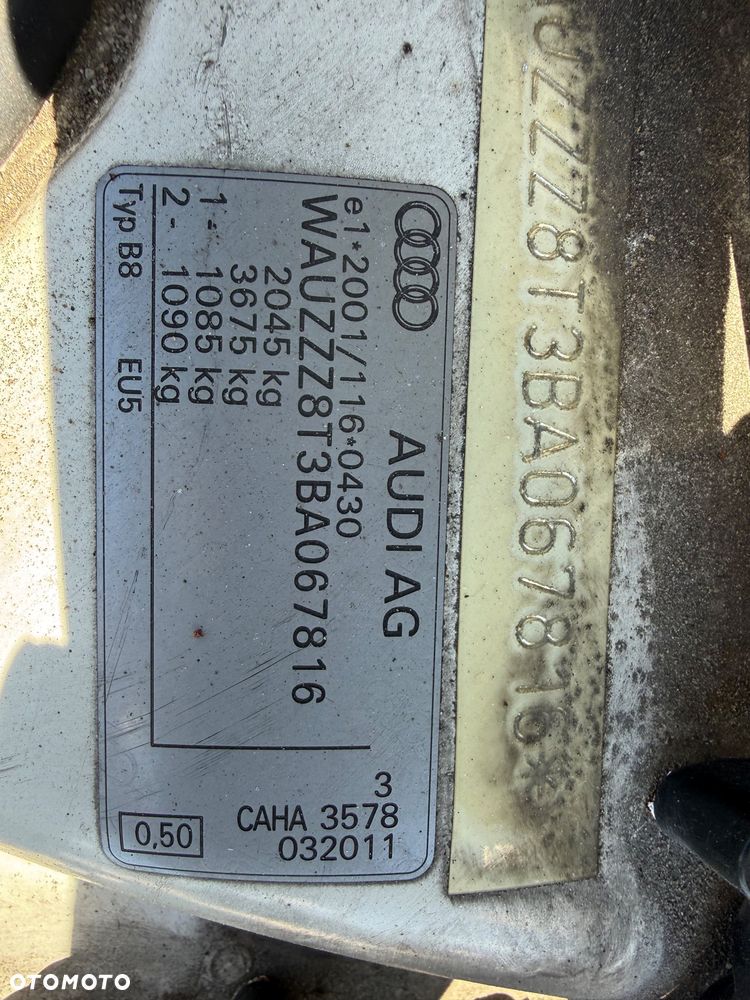 UZZZ8T3BA067816*
AUDI AG
WAUZZZ8T3BA067816
e1*2001/116*0430
2045 kg
3675 kg
1 - 1085 kg
2 - 1090 kg
Typ B8 EU5
3
CAHA 3578
032011
0,50
OTOMOTO